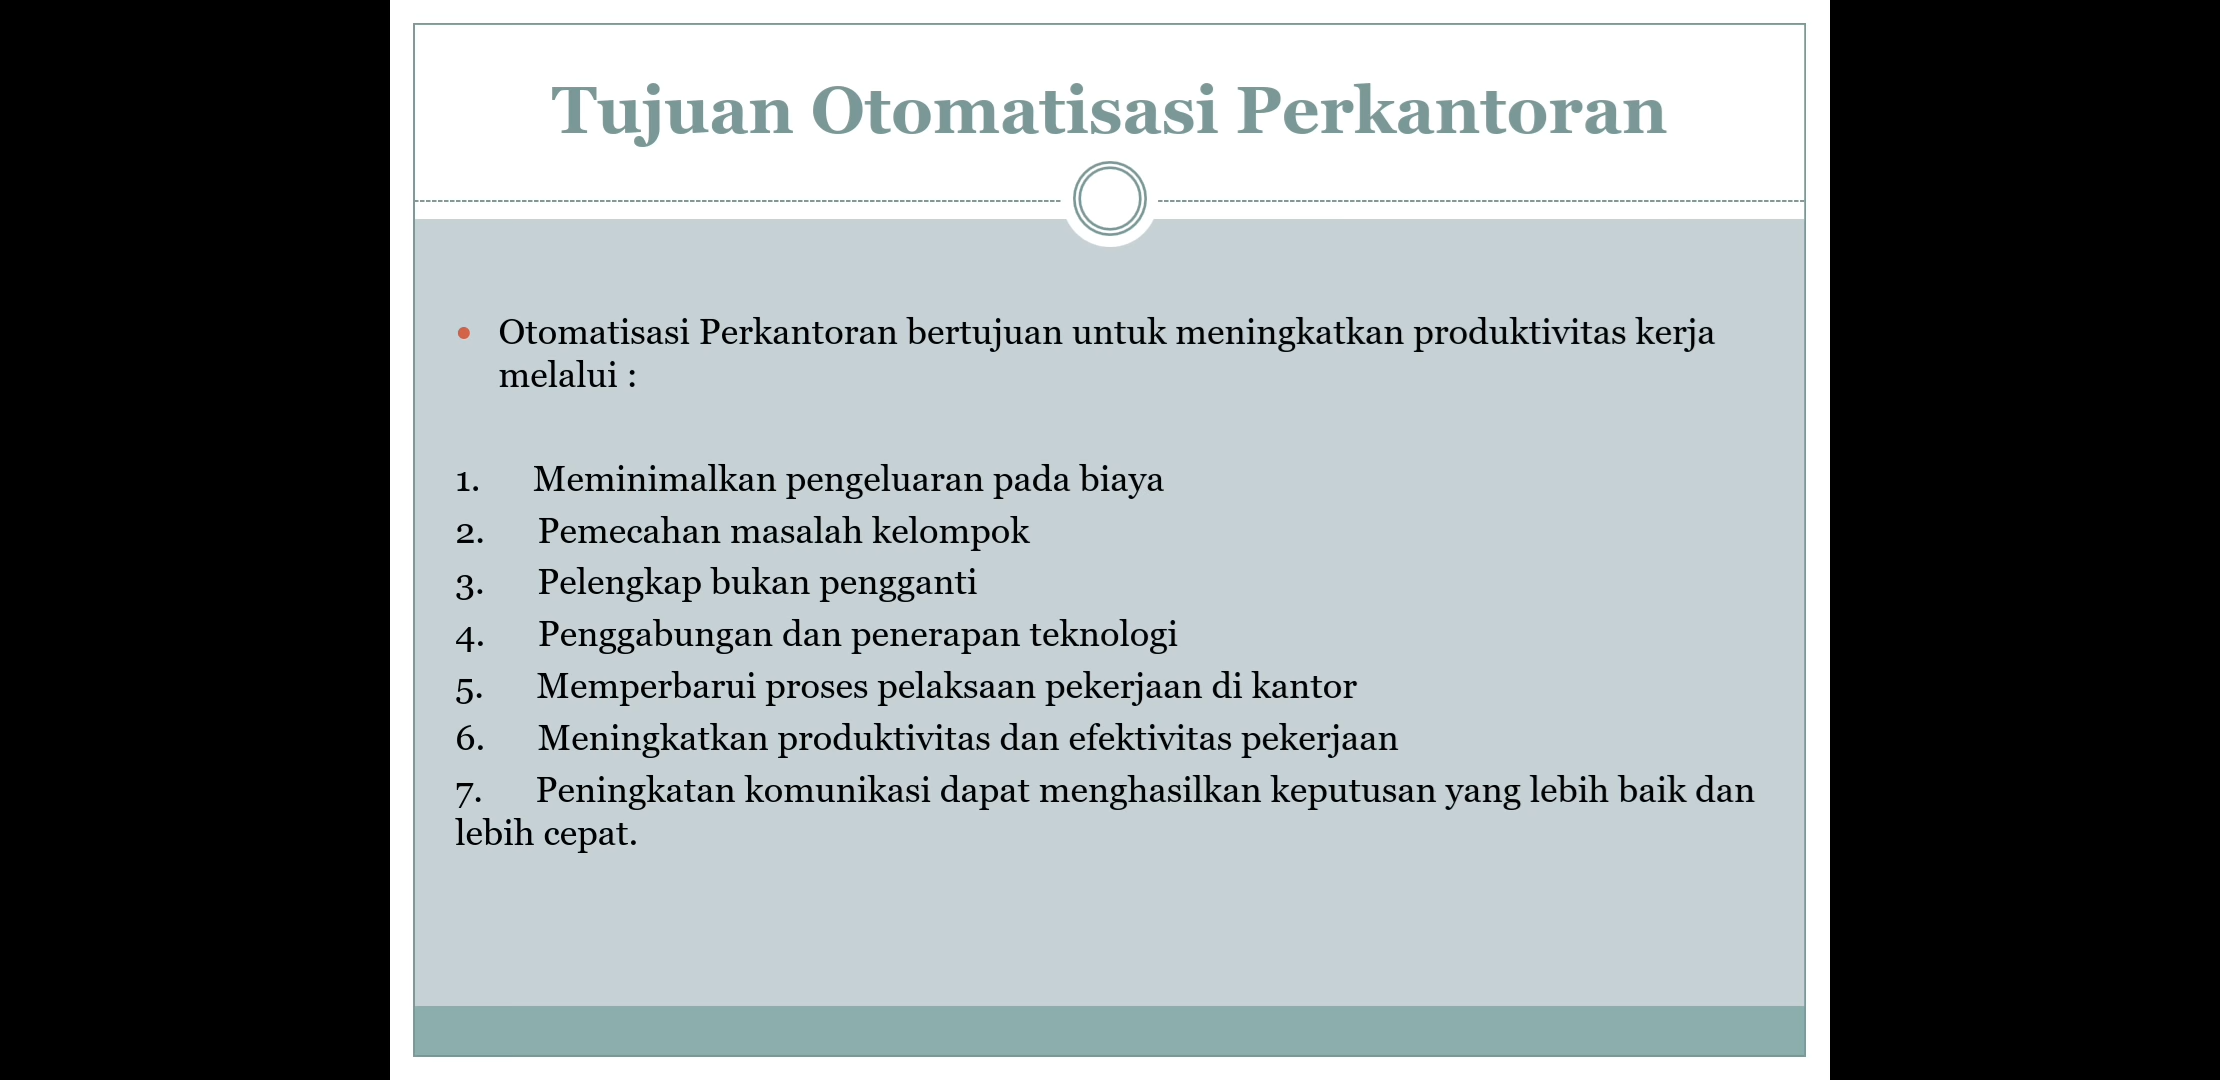 Tujuan Otomatisasi Perkantoran
• Otomatisasi Perkantoran bertujuan untuk meningkatkan produktivitas kerja
melalui :
1. Meminimalkan pengeluaran pada biaya
2. Pemecahan masalah kelompok
3. Pelengkap bukan pengganti
4. Penggabungan dan penerapan teknologi
5. Memperbarui proses pelaksaan pekerjaan di kantor
6. Meningkatkan produktivitas dan efektivitas pekerjaan
7. Peningkatan komunikasi dapat menghasilkan keputusan yang lebih baik dan
lebih cepat.